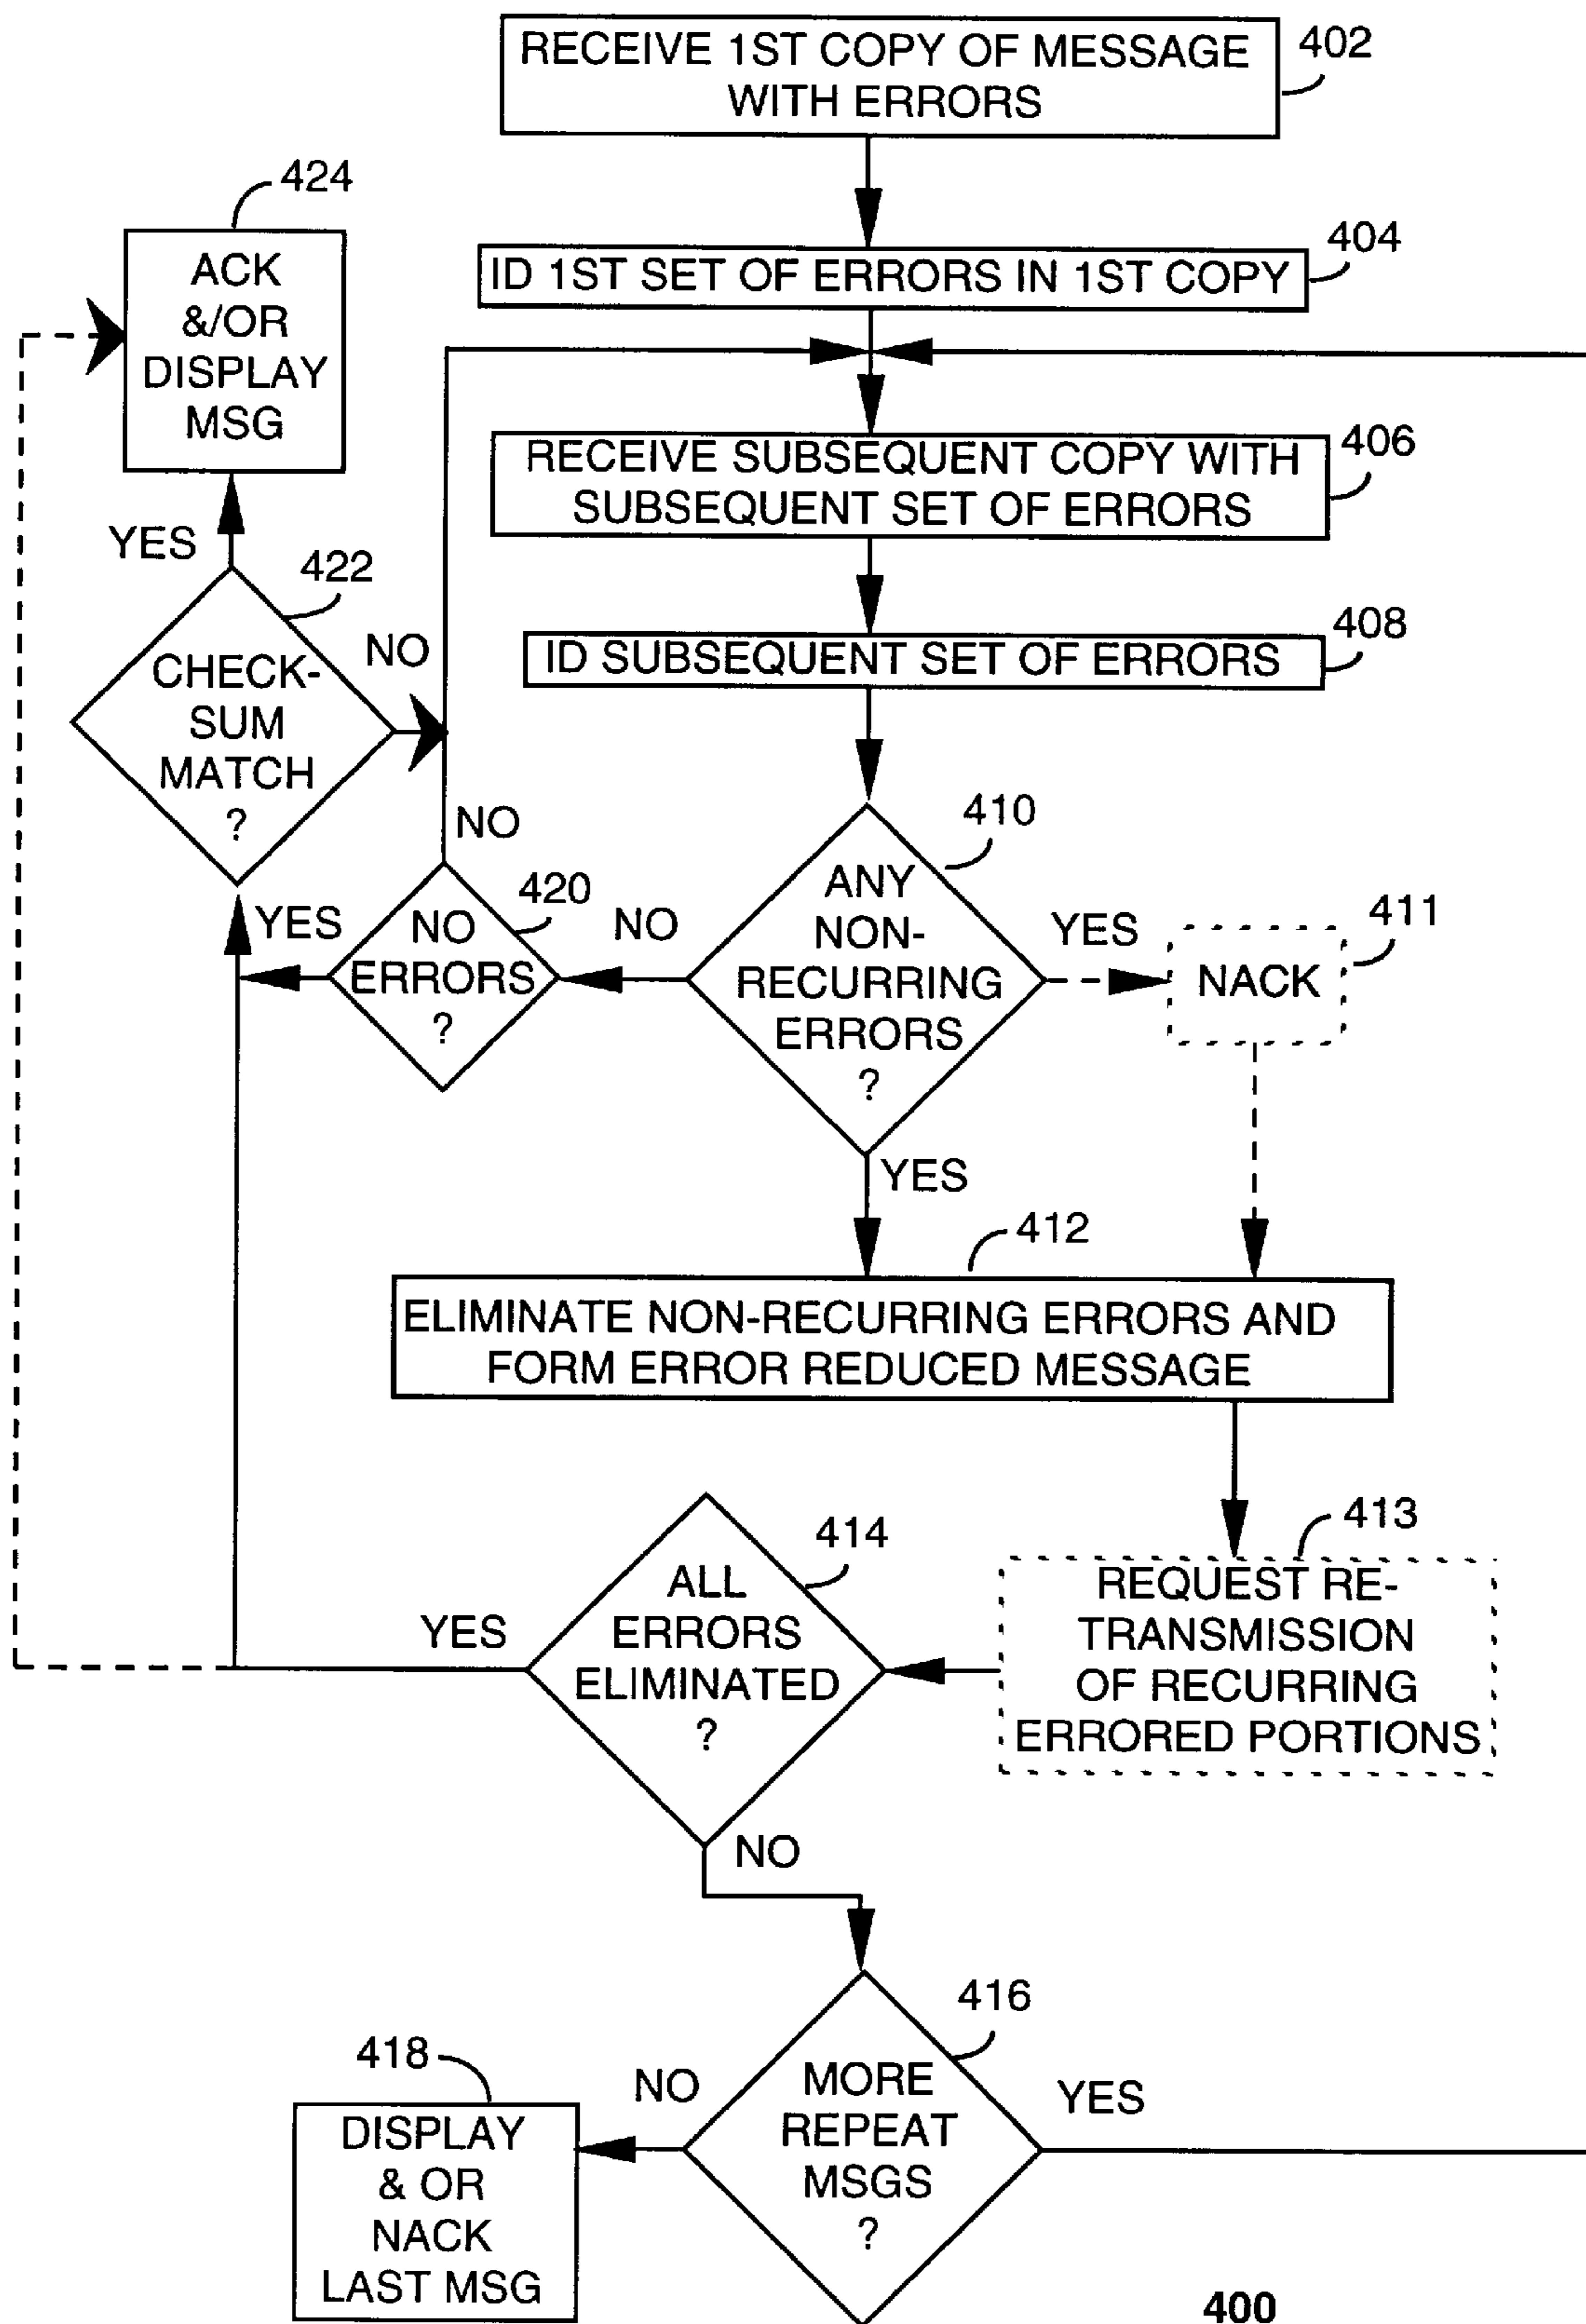 RECEIVE 1ST COPY OF MESSAGE
WITH ERRORS
402
424
ACK
&/OR
DISPLAY
MSG
404
ID 1ST SET OF ERRORS IN 1ST COPY
406
RECEIVE SUBSEQUENT COPY WITH
SUBSEQUENT SET OF ERRORS
YES
422
NO
CHECK-
SUM
MATCH
?
408
ID SUBSEQUENT SET OF ERRORS
NO
410
ANY
NON-
RECURRING
ERRORS
?
YES
420
NO
ERRORS
?
NO
YES
411
NACK
YES
412
ELIMINATE NON-RECURRING ERRORS AND
FORM ERROR REDUCED MESSAGE
413
REQUEST RE-
TRANSMISSION
OF RECURRING
ERRORED PORTIONS
414
ALL
ERRORS
ELIMINATED
?
YES
NO
416
MORE
REPEAT
MSGS
?
NO
YES
418
DISPLAY
& OR
NACK
LAST MSG
400